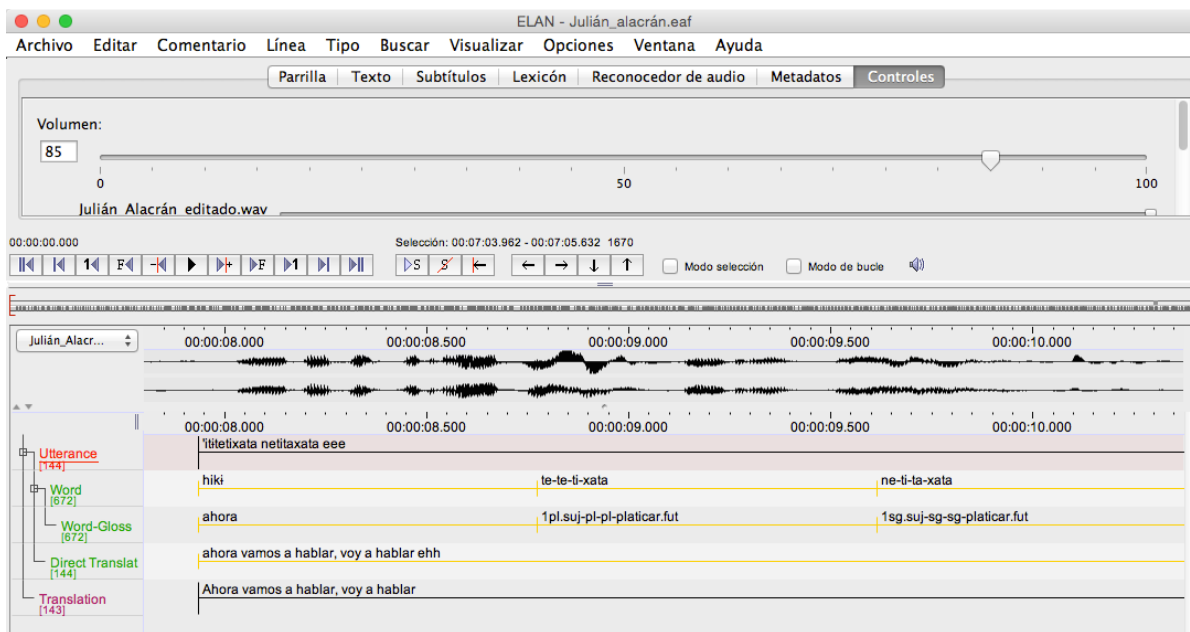 ELAN - Julián_alacrán.eaf
Archivo Editar Comentario Línea Tipo Buscar Visualizar Opciones Ventana Ayuda
Parrilla Texto Subtítulos Lexicón Reconocedor de audio Metadatos Controles
Volumen:
85
0 50 100
Julián Alacrán editado.wav
00:00:00.000 Selección: 00:07:03.962 - 00:07:05.632 1670
1 F S S Modo selección Modo de bucle
Julián_Alacr... 00:00:08.000 00:00:08.500 00:00:09.000 00:00:09.500 00:00:10.000
00:00:08.000 00:00:08.500 00:00:09.000 00:00:09.500 00:00:10.000
Utterance 'itɨtetixata netitaxata eee
[144]
Word hikɨ te-te-ti-xata ne-ti-ta-xata
[672]
Word-Gloss ahora 1pl.suj-pl-pl-platicar.fut 1sg.suj-sg-sg-platicar.fut
[672]
Direct Translat ahora vamos a hablar, voy a hablar ehh
[144]
Translation Ahora vamos a hablar, voy a hablar
[143]